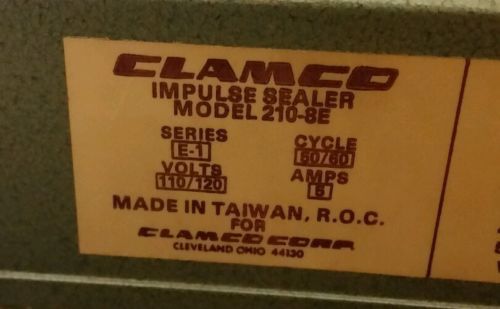 CLAMCO
IMPULSE SEALER
MODEL 210-8E
SERIES
E-1
CYCLE
50/60
VOLTS
110/120
AMPS
MADE IN TAIWAN, R.O.C.
FOR
CLAMCO CORP.
CLEVELAND OHIO 44130